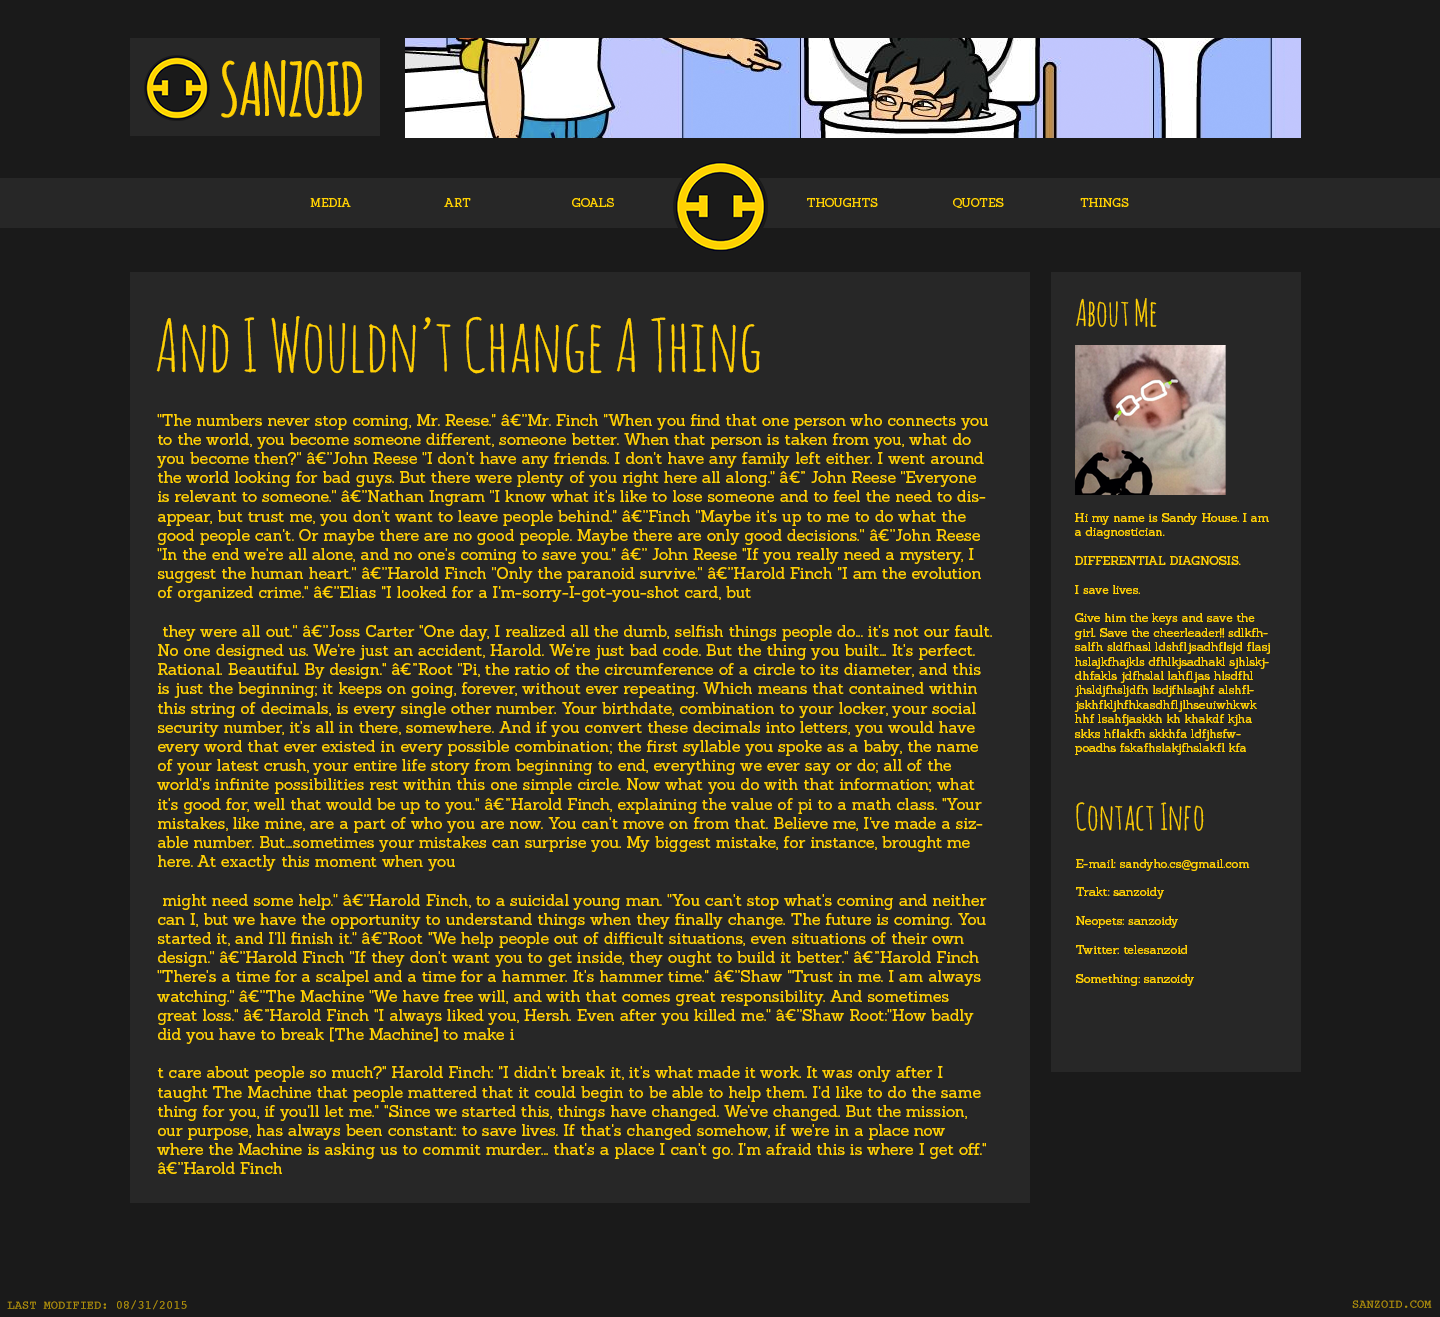 SANZOID
MEDIA
ART
GOALS
THOUGHTS
QUOTES
THINGS
And I Wouldn't Change A Thing
"The numbers never stop coming, Mr. Reese." â€"Mr. Finch "When you find that one person who connects you
to the world, you become someone different, someone better. When that person is taken from you, what do
you become then?" â€"John Reese "I don't have any friends. I don't have any family left either. I went around
the world looking for bad guys. But there were plenty of you right here all along." â€" John Reese "Everyone
is relevant to someone." â€"Nathan Ingram "I know what it's like to lose someone and to feel the need to dis-
appear, but trust me, you don't want to leave people behind." â€"Finch "Maybe it's up to me to do what the
good people can't. Or maybe there are no good people. Maybe there are only good decisions." â€"John Reese
"In the end we're all alone, and no one's coming to save you." â€" John Reese "If you really need a mystery, I
suggest the human heart." â€"Harold Finch "Only the paranoid survive." â€"Harold Finch "I am the evolution
of organized crime." â€"Elias "I looked for a I'm-sorry-I-got-you-shot card, but
they were all out." â€"Joss Carter "One day, I realized all the dumb, selfish things people do... it's not our fault.
No one designed us. We're just an accident, Harold. We're just bad code. But the thing you built... It's perfect.
Rational. Beautiful. By design." â€"Root "Pi, the ratio of the circumference of a circle to its diameter, and this
is just the beginning; it keeps on going, forever, without ever repeating. Which means that contained within
this string of decimals, is every single other number. Your birthdate, combination to your locker, your social
security number, it's all in there, somewhere. And if you convert these decimals into letters, you would have
every word that ever existed in every possible combination; the first syllable you spoke as a baby, the name
of your latest crush, your entire life story from beginning to end, everything we ever say or do; all of the
world's infinite possibilities rest within this one simple circle. Now what you do with that information; what
it's good for, well that would be up to you." â€"Harold Finch, explaining the value of pi to a math class. "Your
mistakes, like mine, are a part of who you are now. You can't move on from that. Believe me, I've made a siz-
able number. But...sometimes your mistakes can surprise you. My biggest mistake, for instance, brought me
here. At exactly this moment when you
might need some help." â€"Harold Finch, to a suicidal young man. "You can't stop what's coming and neither
can I, but we have the opportunity to understand things when they finally change. The future is coming. You
started it, and I'll finish it." â€"Root "We help people out of difficult situations, even situations of their own
design." â€"Harold Finch "If they don't want you to get inside, they ought to build it better." â€"Harold Finch
"There's a time for a scalpel and a time for a hammer. It's hammer time." â€"Shaw "Trust in me. I am always
watching." â€"The Machine "We have free will, and with that comes great responsibility. And sometimes
great loss." â€"Harold Finch "I always liked you, Hersh. Even after you killed me." â€"Shaw Root:"How badly
did you have to break [The Machine] to make i
t care about people so much?" Harold Finch: "I didn't break it, it's what made it work. It was only after I
taught The Machine that people mattered that it could begin to be able to help them. I'd like to do the same
thing for you, if you'll let me." "Since we started this, things have changed. We've changed. But the mission,
our purpose, has always been constant: to save lives. If that's changed somehow, if we're in a place now
where the Machine is asking us to commit murder... that's a place I can't go. I'm afraid this is where I get off."
â€"Harold Finch
About Me
Hi my name is Sandy House. I am
a diagnostician.
DIFFERENTIAL DIAGNOSIS.
I save lives.
Give him the keys and save the
girl. Save the cheerleader!! sdlkfh-
salfh sldfhasl ldshfljsadhflsjd flasj
hslajkfhajkls dfhlkjsadhakl sjhlskj-
dhfakls jdfhslal lahfljas hlsdfhl
jhsldjfhsljdfh lsdjfhlsajhf alshfl-
jskhfkljhfhkasdhfljlhseuiwhkwk
hhf lsahfjaskkh kh khakdf kjha
skks hflakfh skkhfa ldfjhsfw-
poadhs fskafhslakjfhslakfl kfa
Contact Info
E-mail: sandyho.cs@gmail.com
Trakt: sanzoidy
Neopets: sanzoidy
Twitter: telesanzoid
Something: sanzoidy
LAST MODIFIED: 08/31/2015
SANZOID.COM